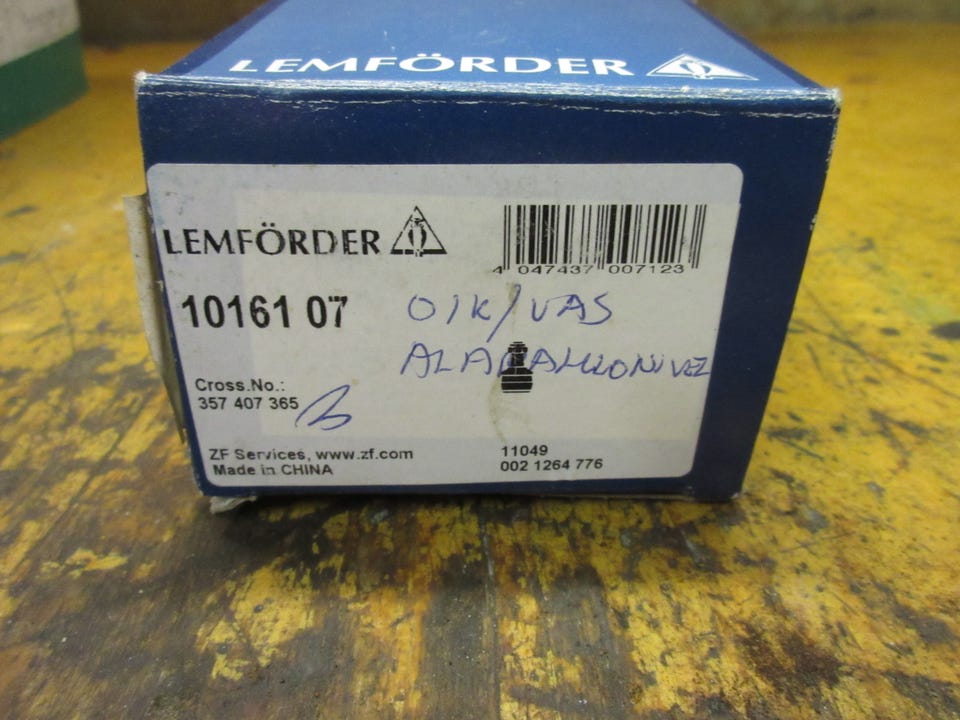 LEMFÖRDER
LEMFÖRDER
4 047437 007123
10161 07
OIK/VAS
Cross.No.:
357 407 365
ZF Services, www.zf.com
Made in CHINA
11049
002 1264 776